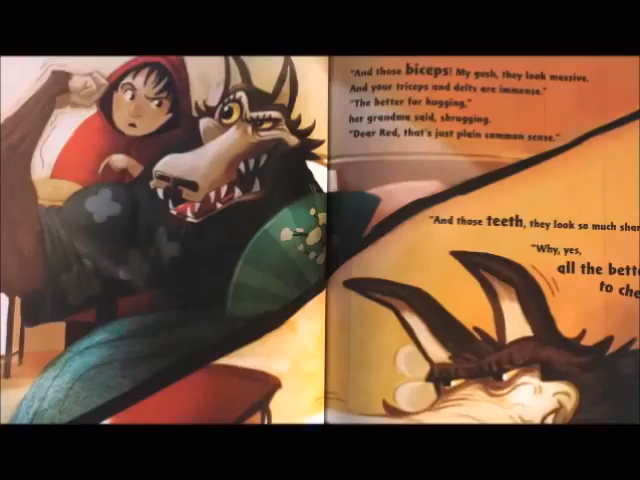 "And those biceps! My gosh, they look massive.
And your triceps and delts are immense."
"The better for hugging,"
her grandma said, shrugging.
"Dear Red, that's just plain common sense."
"And those teeth, they look so much
"Why, yes,
all the
to